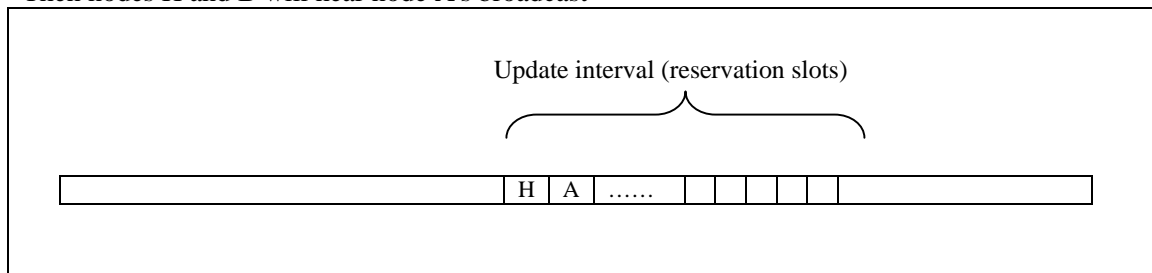 Then nodes H and will hear node A's broadcast
Update interval (reservation slots)
H A ……